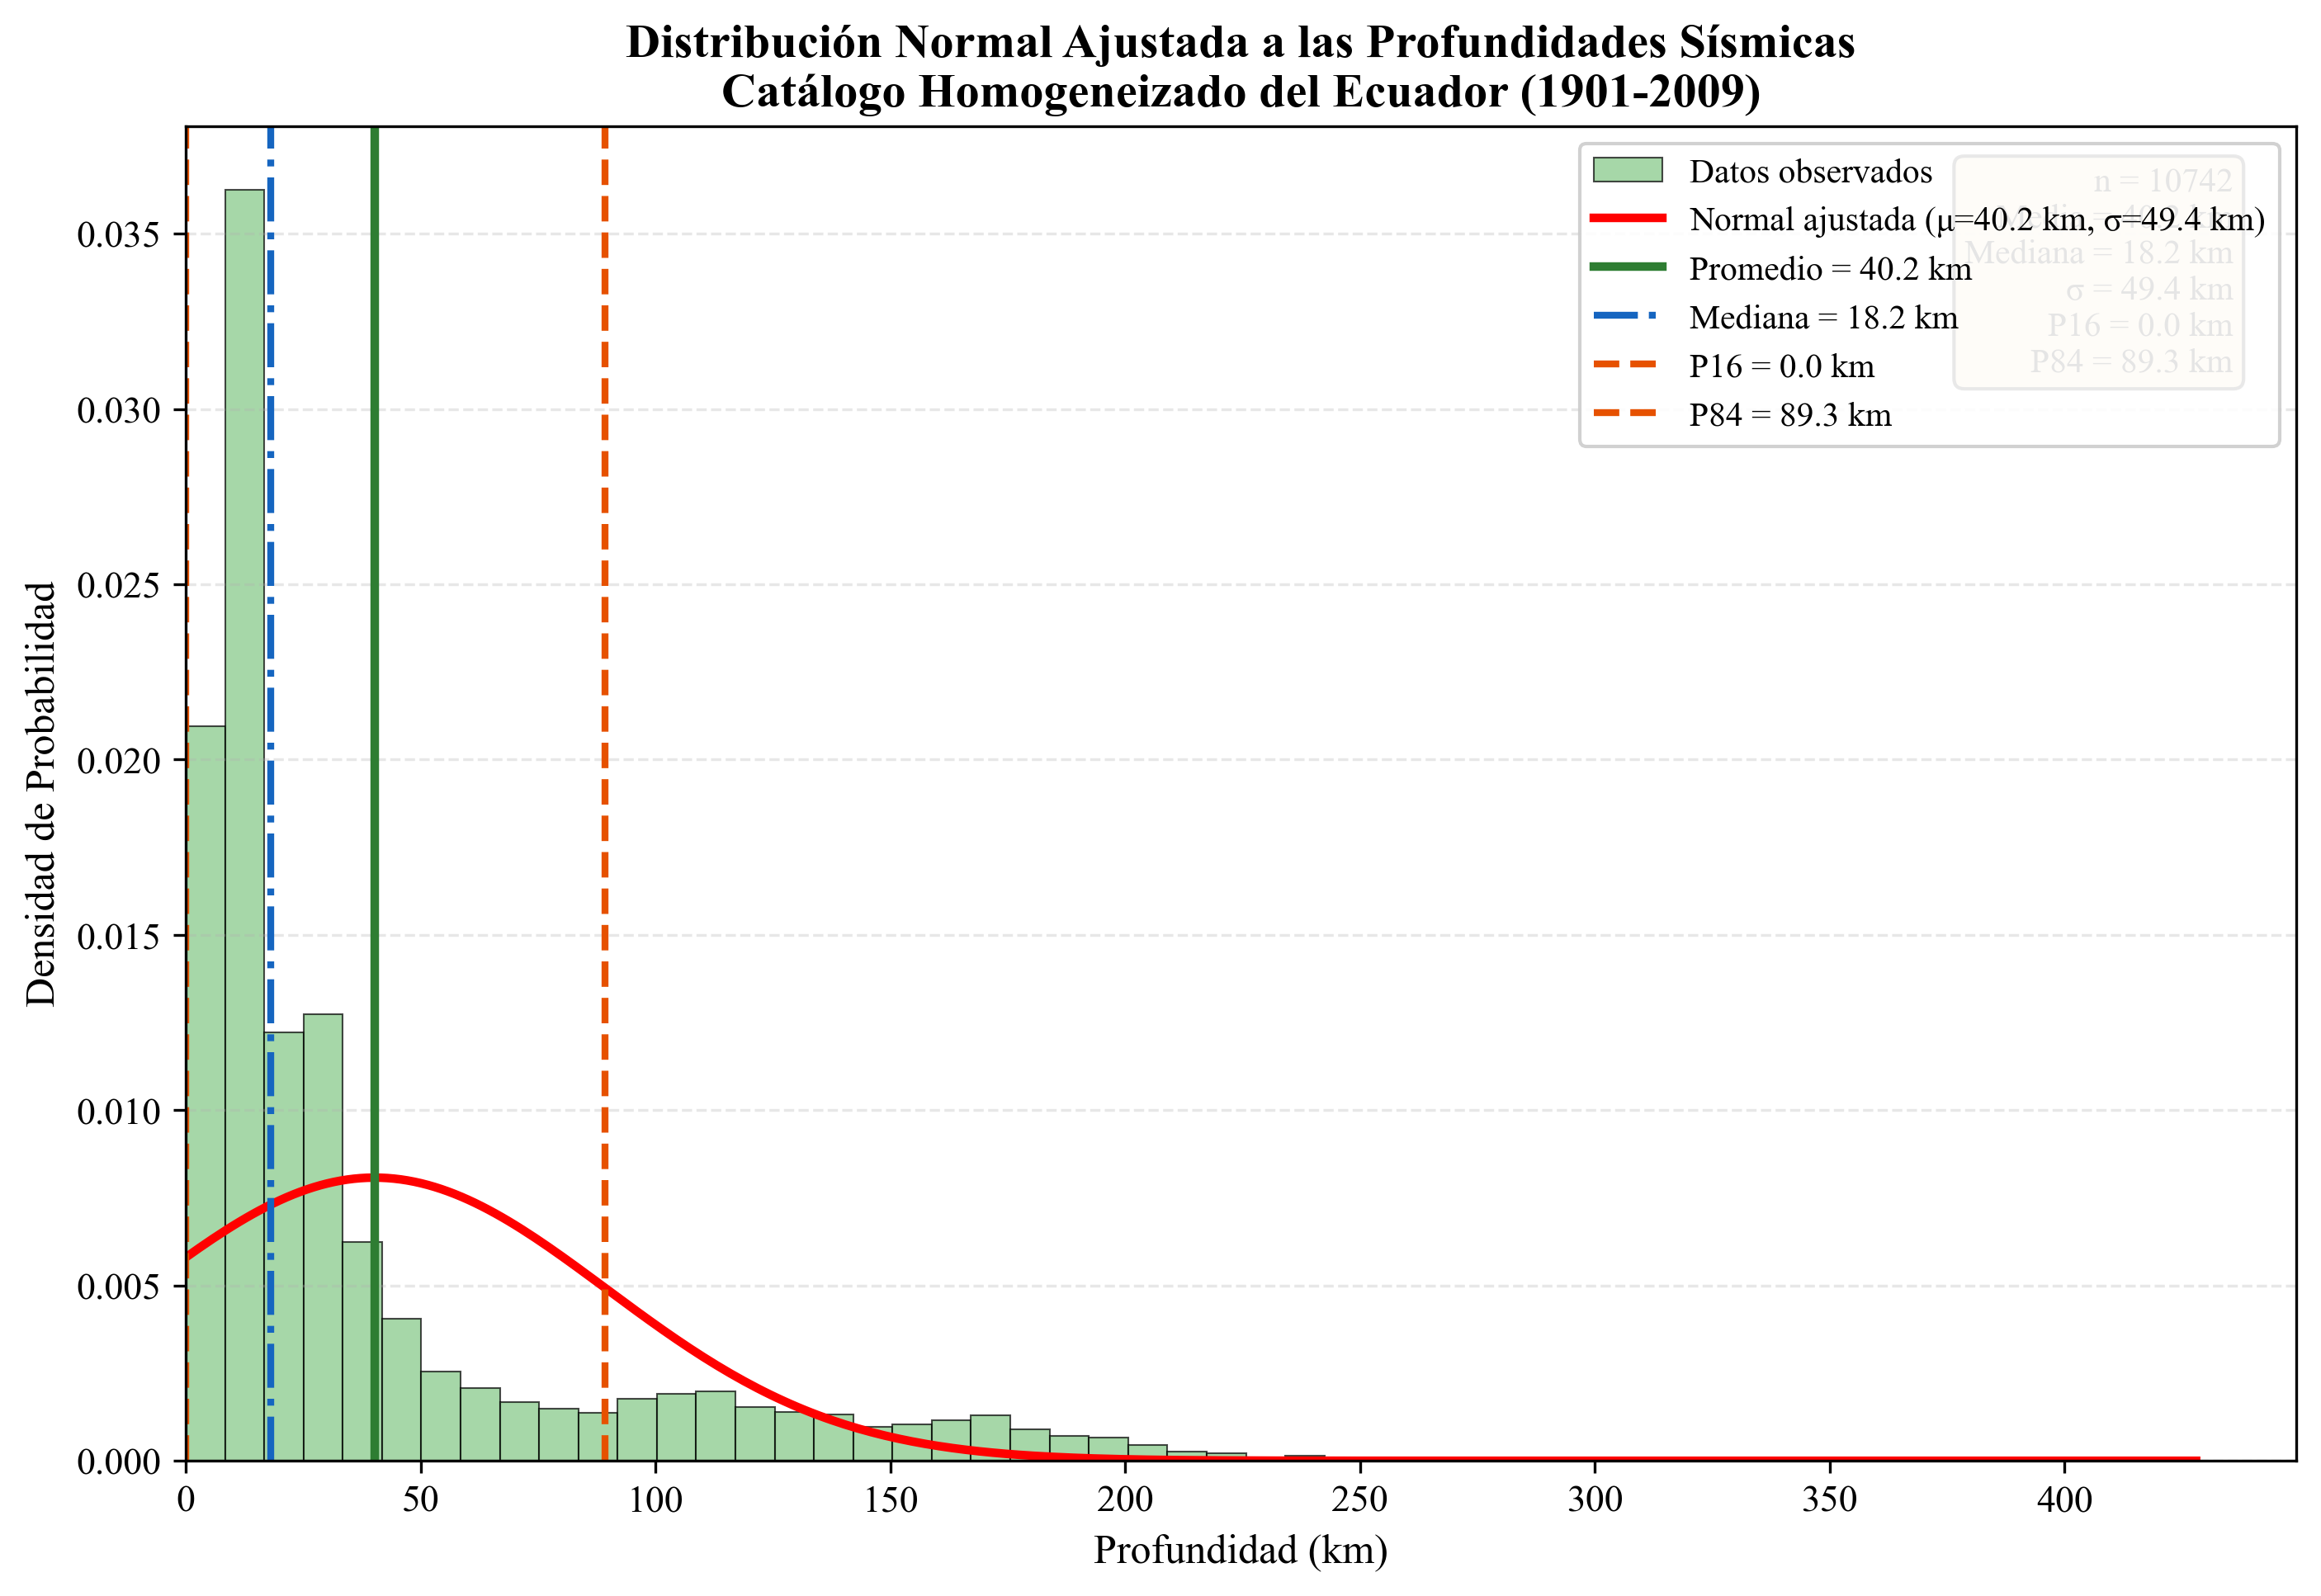 Distribución Normal Ajustada a las Profundidades Sísmicas
Catálogo Homogeneizado del Ecuador (1901-2009)
Densidad de Probabilidad
0.035
0.030
0.025
0.020
0.015
0.010
0.005
0.000
Datos observados
Normal ajustada (μ=40.2 km, σ=49.4 km)
Promedio = 40.2 km
Mediana = 18.2 km
P16 = 0.0 km
P84 = 89.3 km
n = 10742
Media = 40.2 km
Mediana = 18.2 km
σ = 49.4 km
P16 = 0.0 km
P84 = 89.3 km
0 50 100 150 200 250 300 350 400
Profundidad (km)